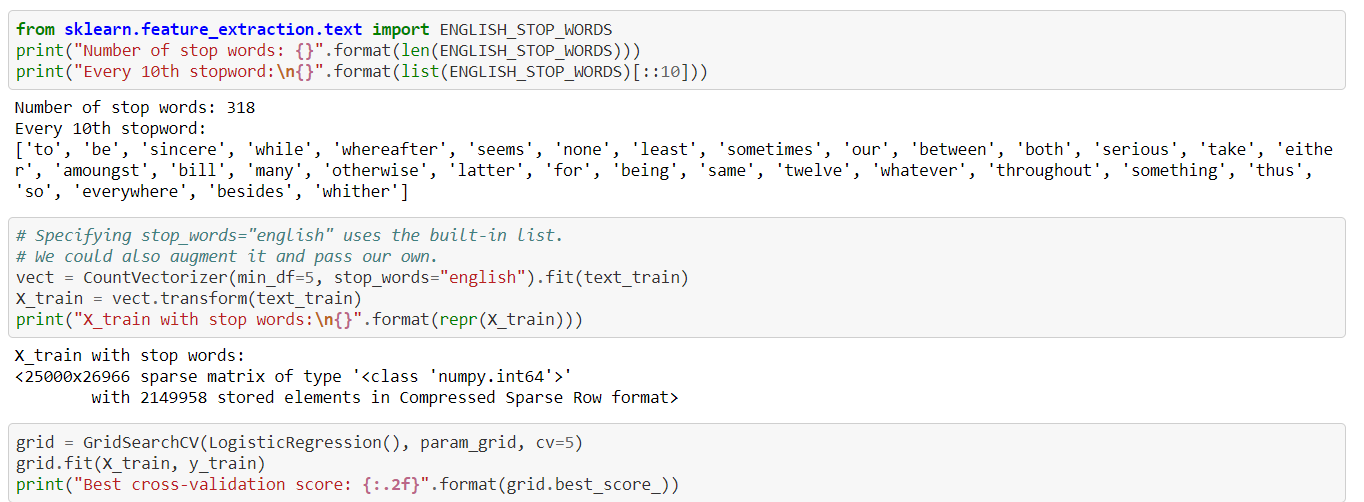 from sklearn.feature_extraction.text import ENGLISH_STOP_WORDS
print("Number of stop words: {}".format(len(ENGLISH_STOP_WORDS)))
print("Every 10th stopword:\n{}".format(list(ENGLISH_STOP_WORDS)[::10]))
Number of stop words: 318
Every 10th stopword:
['to', 'be', 'sincere', 'while', 'whereafter', 'seems', 'none', 'least', 'sometimes', 'our', 'between', 'both', 'serious', 'take', 'eithe
r', 'amoungst', 'bill', 'many', 'otherwise', 'latter', 'for', 'being', 'same', 'twelve', 'whatever', 'throughout', 'something', 'thus',
'so', 'everywhere', 'besides', 'whither']
# Specifying stop_words="english" uses the built-in list.
# We could also augment it and pass our own.
vect = CountVectorizer(min_df=5, stop_words="english").fit(text_train)
X_train = vect.transform(text_train)
print("X_train with stop words:\n{}".format(repr(X_train)))
X_train with stop words:
<25000x26966 sparse matrix of type '<class 'numpy.int64'>'
        with 2149958 stored elements in Compressed Sparse Row format>
grid = GridSearchCV(LogisticRegression(), param_grid, cv=5)
grid.fit(X_train, y_train)
print("Best cross-validation score: {:.2f}".format(grid.best_score_))